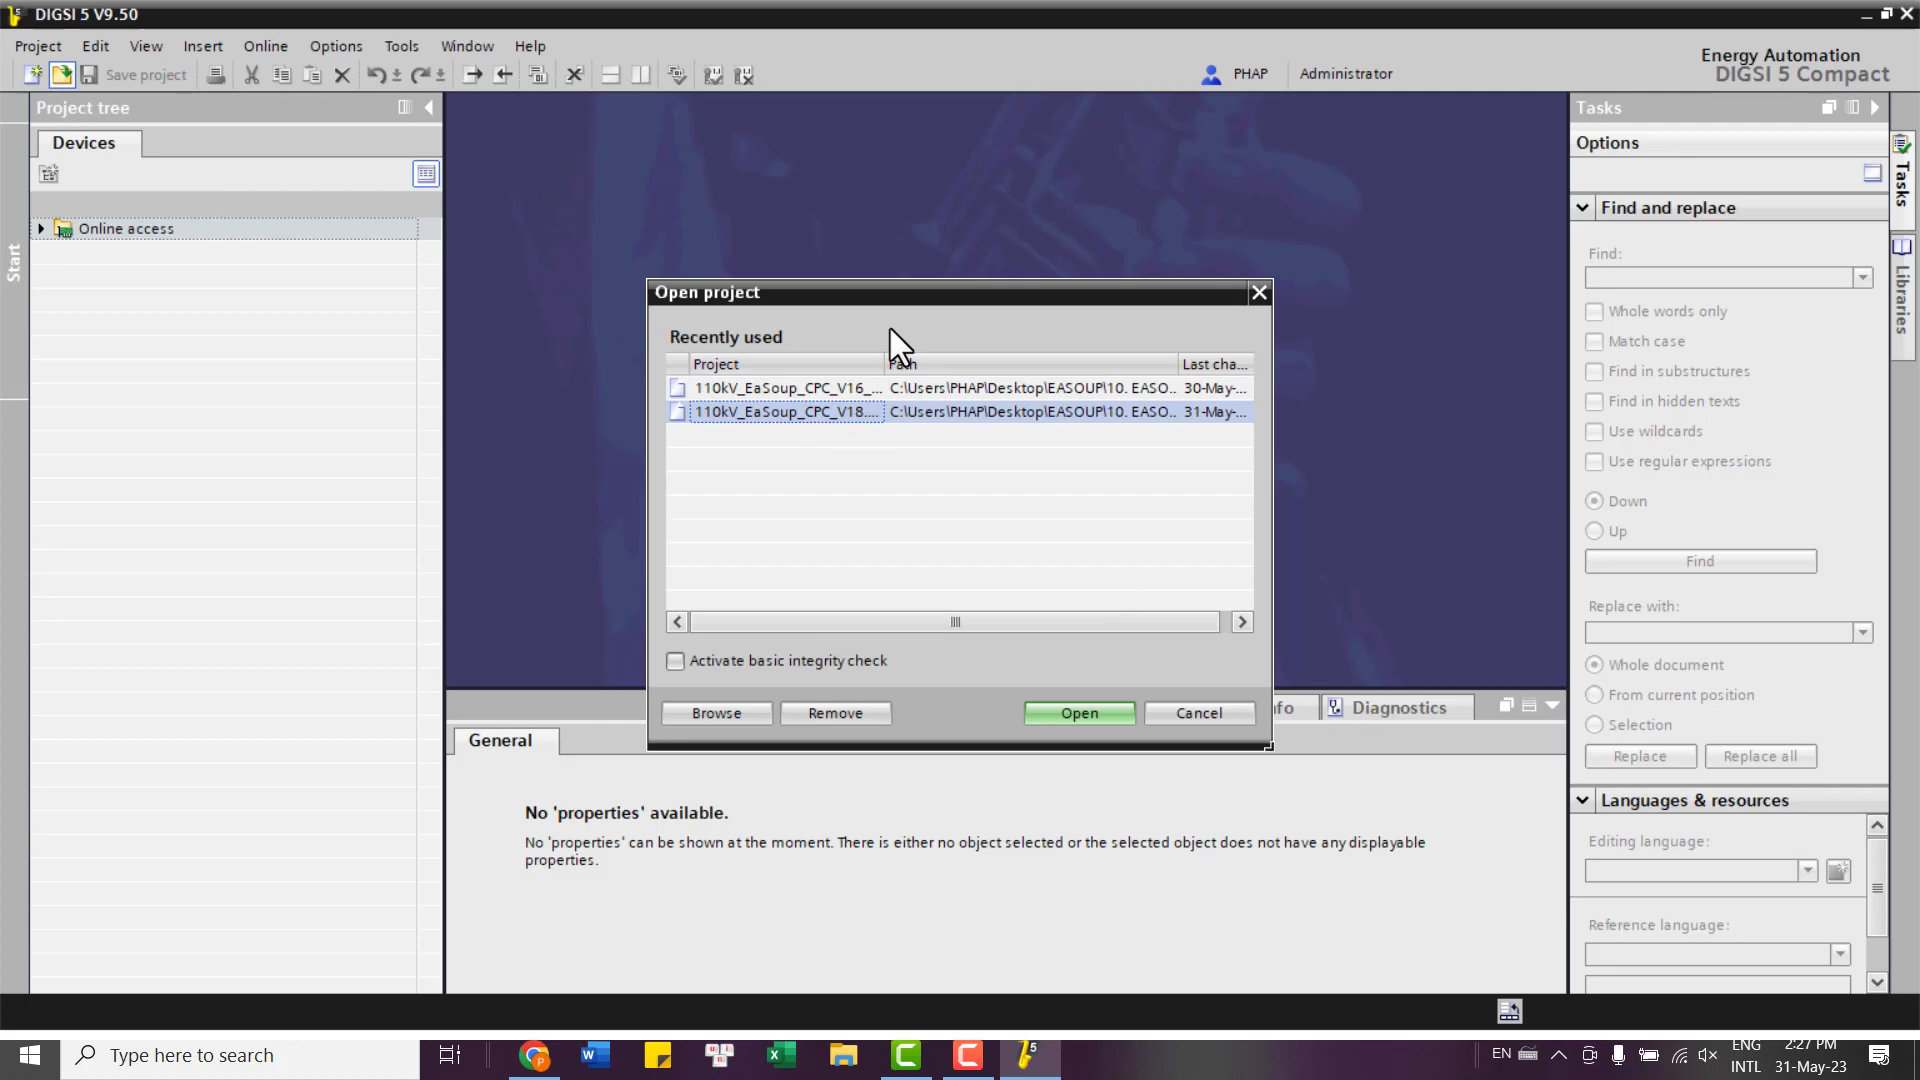 DIGSI 5 V9.50
Project Edit View Insert Online Options Tools Window Help
Save project
PHAP Administrator
Energy Automation
DIGSI 5 Compact
Project tree
Devices
Online access
Start
Open project
Recently used
Project Path Last cha...
110kV_EaSoup_CPC_V16_... C:\Users\PHAP\Desktop\EASOUP\10. EASO... 30-May-...
110kV_EaSoup_CPC_V18.... C:\Users\PHAP\Desktop\EASOUP\10. EASO... 31-May-...
Activate basic integrity check
Browse Remove Open Cancel
nfo Diagnostics
General
No 'properties' available.
No 'properties' can be shown at the moment. There is either no object selected or the selected object does not have any displayable
properties.
Tasks
Options
Find and replace
Find:
Whole words only
Match case
Find in substructures
Find in hidden texts
Use wildcards
Use regular expressions
Down
Up
Find
Replace with:
Whole document
From current position
Selection
Replace Replace all
Languages & resources
Editing language:
Reference language:
Tasks
Libraries
Type here to search
EN
ENG
INTL
2:27 PM
31-May-23